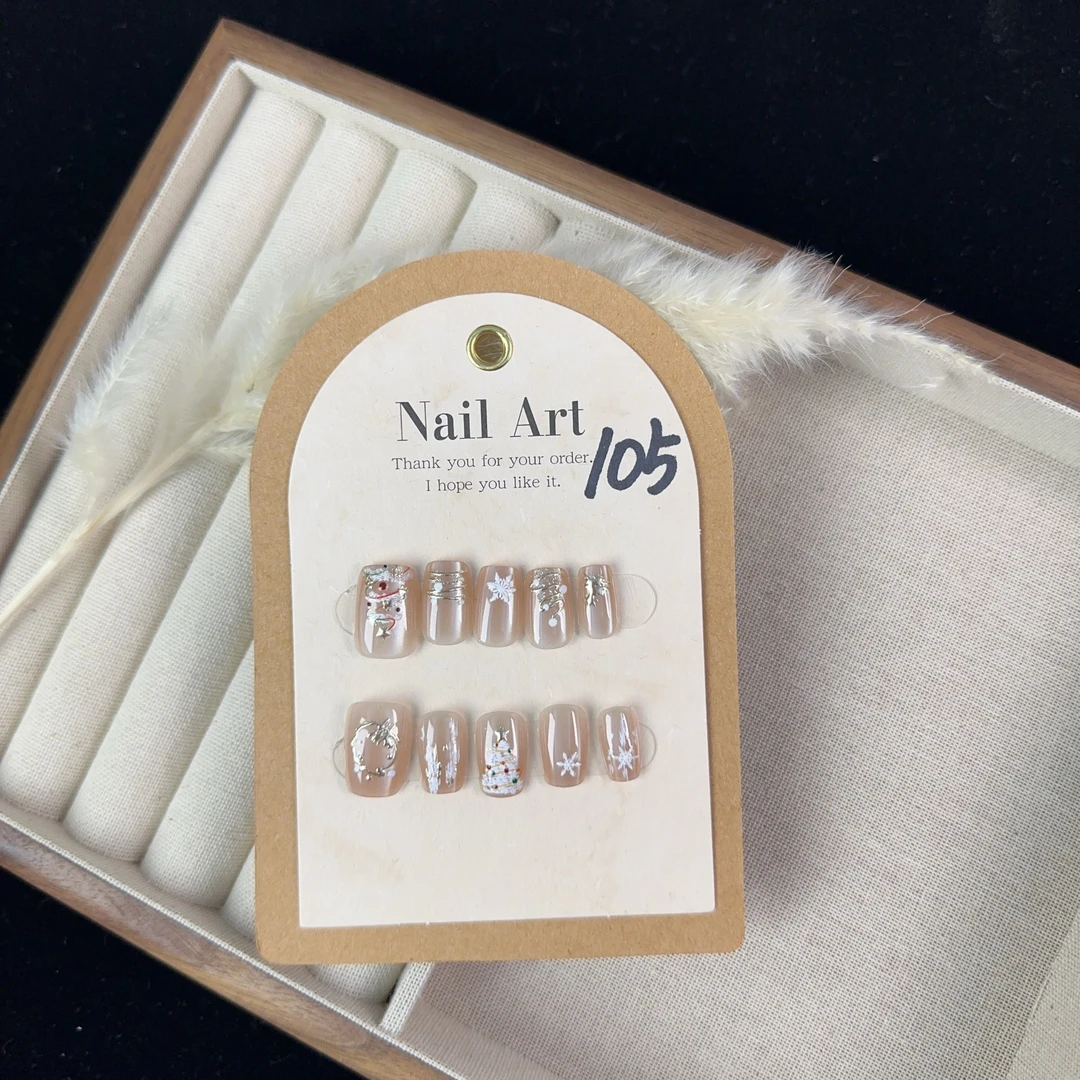 Nail Art
Thank you for your order.
I hope you like it.
105